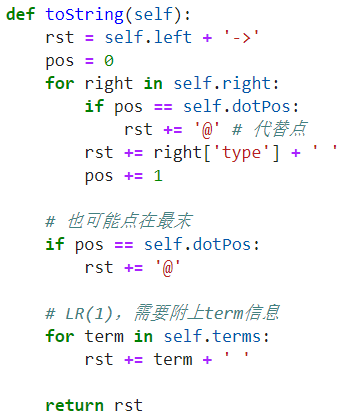 def toString(self):
    rst = self.left + '->'
    pos = 0
    for right in self.right:
        if pos == self.dotPos:
            rst += '@' # 代替点
        rst += right['type'] + ' '
        pos += 1

    # 也可能点在最末
    if pos == self.dotPos:
        rst += '@'

    # LR(1)，需要附上term信息
    for term in self.terms:
        rst += term + ' '

    return rst